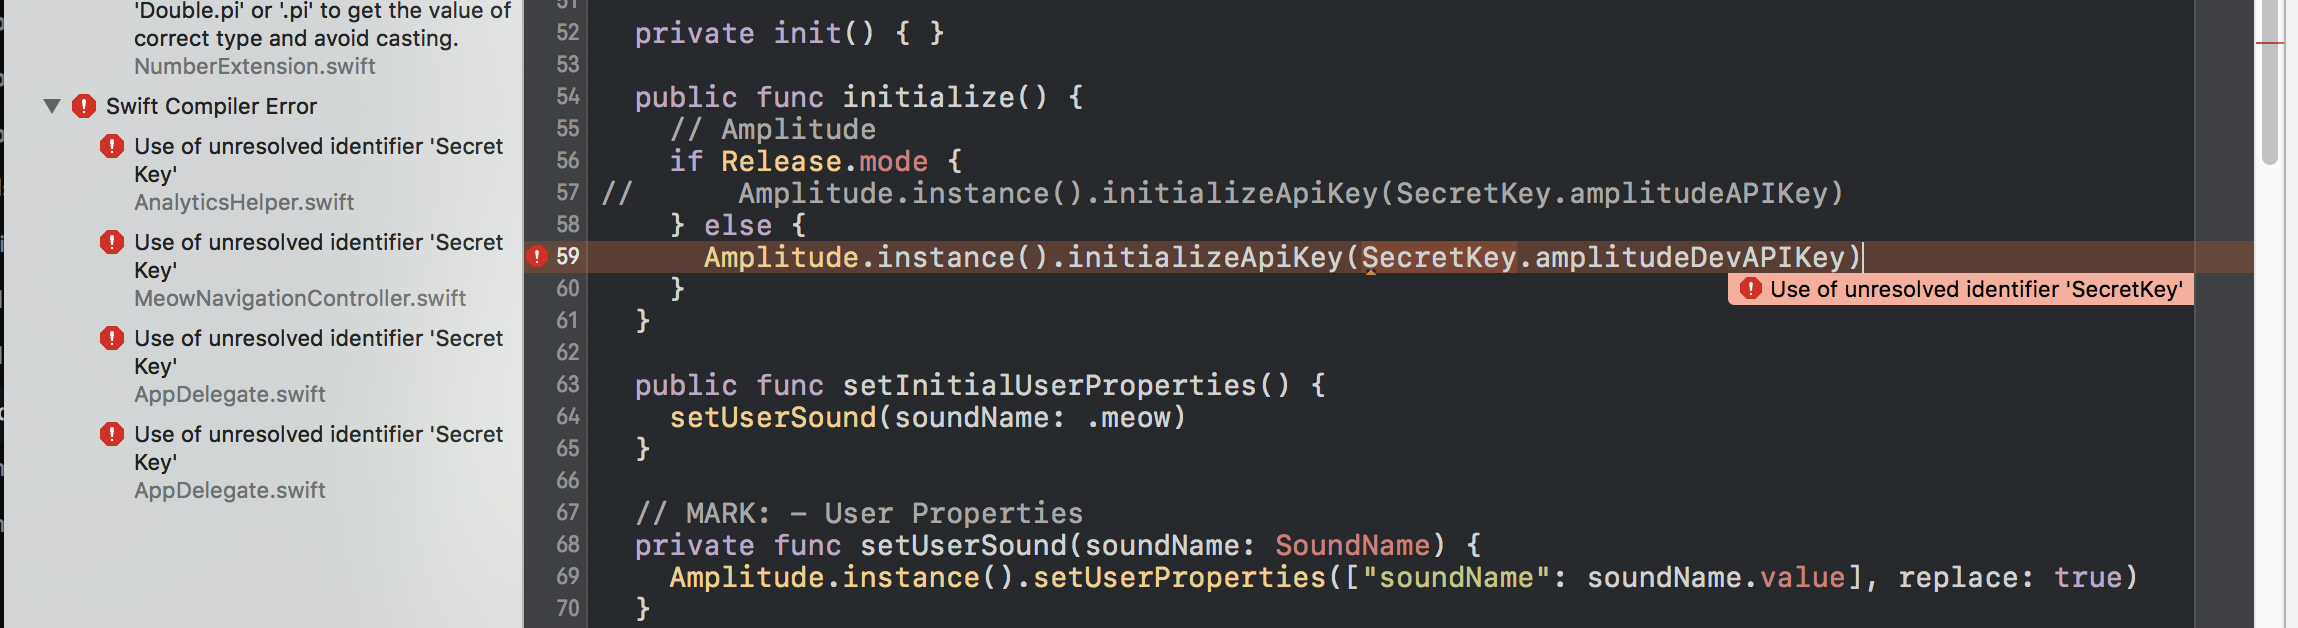 'Double.pi' or '.pi' to get the value of
correct type and avoid casting.
NumberExtension.swift
Swift Compiler Error
Use of unresolved identifier 'Secret
Key'
AnalyticsHelper.swift
Use of unresolved identifier 'Secret
Key'
MeowNavigationController.swift
Use of unresolved identifier 'Secret
Key'
AppDelegate.swift
Use of unresolved identifier 'Secret
Key'
AppDelegate.swift
51
52 private init() { }
53
54 public func initialize() {
55 // Amplitude
56 if Release.mode {
57 // Amplitude.instance().initializeApiKey(SecretKey.amplitudeAPIKey)
58 } else {
59 Amplitude.instance().initializeApiKey(SecretKey.amplitudeDevAPIKey)
60 }
Use of unresolved identifier 'SecretKey'
61 }
62
63 public func setInitialUserProperties() {
64 setUserSound(soundName: .meow)
65 }
66
67 // MARK: - User Properties
68 private func setUserSound(soundName: SoundName) {
69 Amplitude.instance().setUserProperties(["soundName": soundName.value], replace: true)
70 }